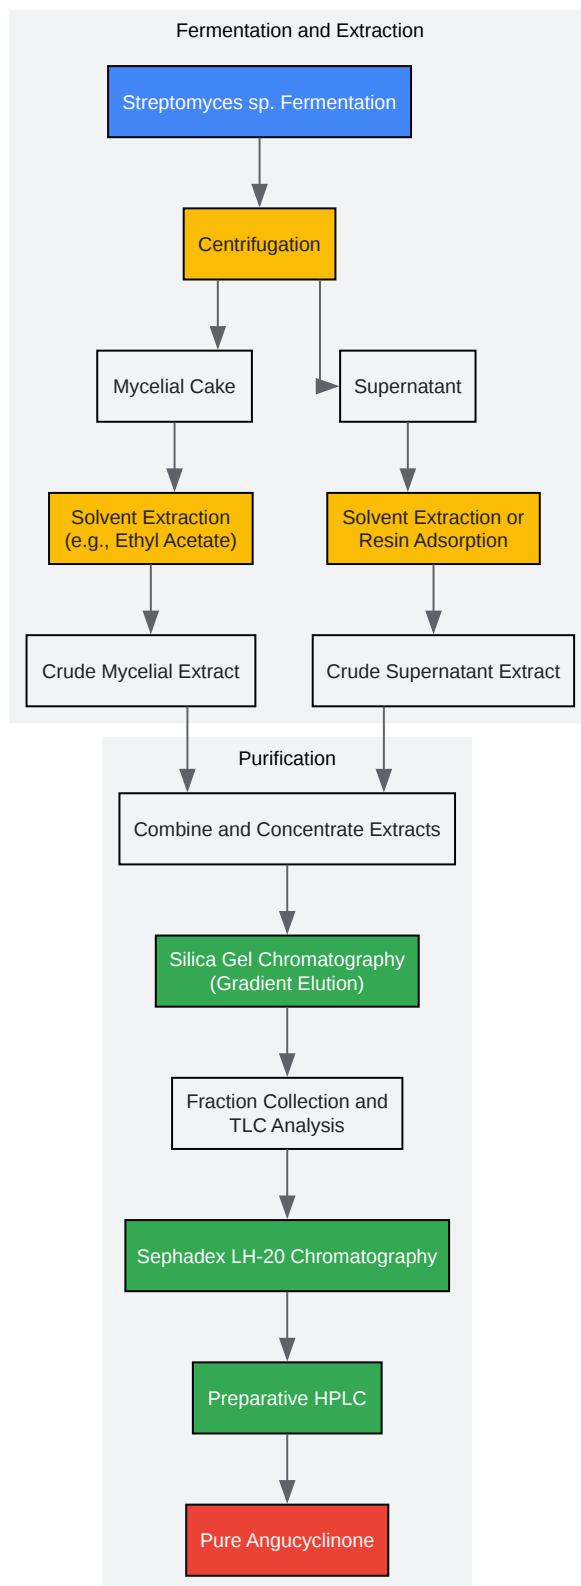 Fermentation and Extraction
Streptomyces sp. Fermentation
Centrifugation
Mycelial Cake
Supernatant
Solvent Extraction
(e.g., Ethyl Acetate)
Solvent Extraction or
Resin Adsorption
Crude Mycelial Extract
Crude Supernatant Extract
Purification
Combine and Concentrate Extracts
Silica Gel Chromatography
(Gradient Elution)
Fraction Collection and
TLC Analysis
Sephadex LH-20 Chromatography
Preparative HPLC
Pure Angucyclinone